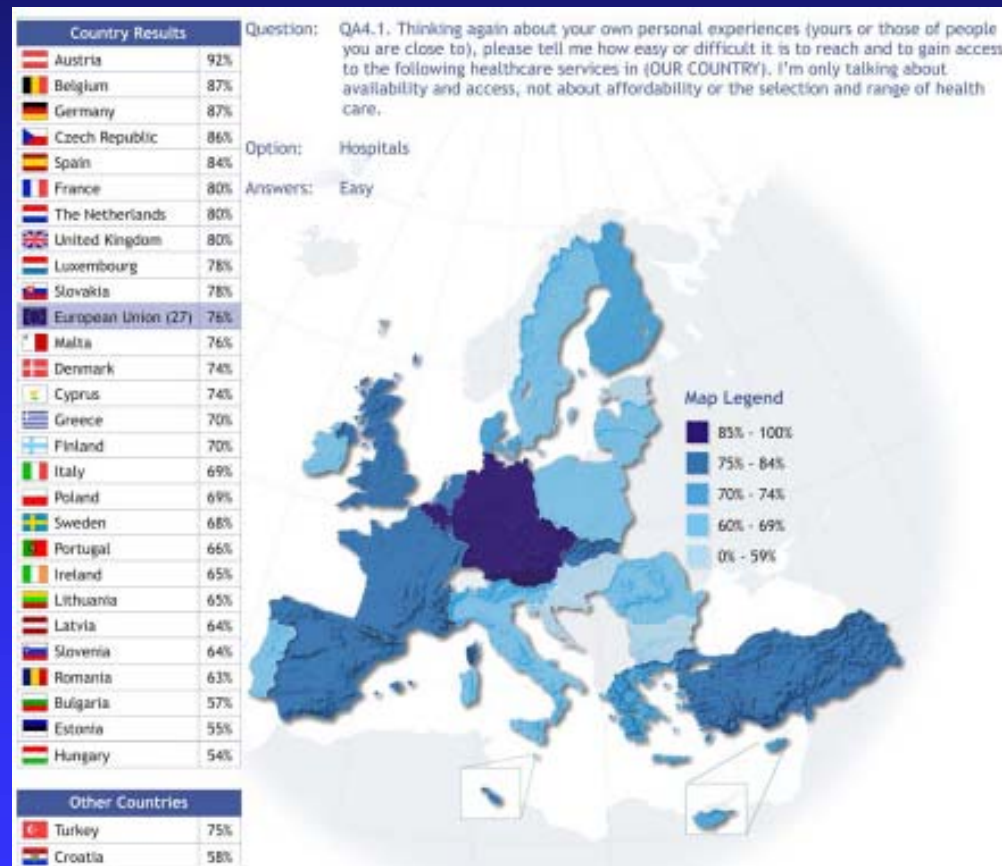 Country Results
Austria 92%
Belgium 87%
Germany 87%
Czech Republic 86%
Spain 84%
France 80%
The Netherlands 80%
United Kingdom 80%
Luxembourg 78%
Slovakia 78%
European Union (27) 76%
Malta 76%
Denmark 74%
Cyprus 74%
Greece 70%
Finland 70%
Italy 69%
Poland 69%
Sweden 68%
Portugal 66%
Ireland 65%
Lithuania 65%
Latvia 64%
Slovenia 64%
Romania 63%
Bulgaria 57%
Estonia 55%
Hungary 54%
Other Countries
Turkey 75%
Croatia 58%
Question: QA4.1. Thinking again about your own personal experiences (yours or those of people
you are close to), please tell me how easy or difficult it is to reach and to gain access
to the following healthcare services in (OUR COUNTRY). I'm only talking about
availability and access, not about affordability or the selection and range of health
care.
Option: Hospitals
Answers: Easy
Map Legend
85% - 100%
75% - 84%
70% - 74%
60% - 69%
0% - 59%